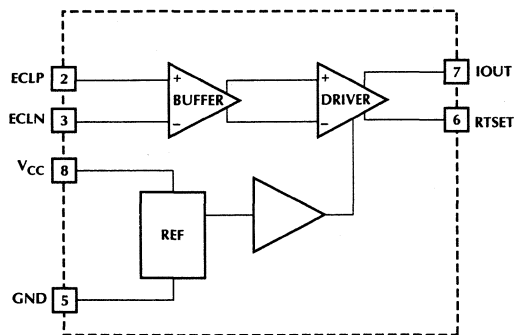 ECLP 2
+
BUFFER
+
DRIVER
7 IOUT
ECLN 3
−
−
6 RTSET
VCC 8
REF
GND 5